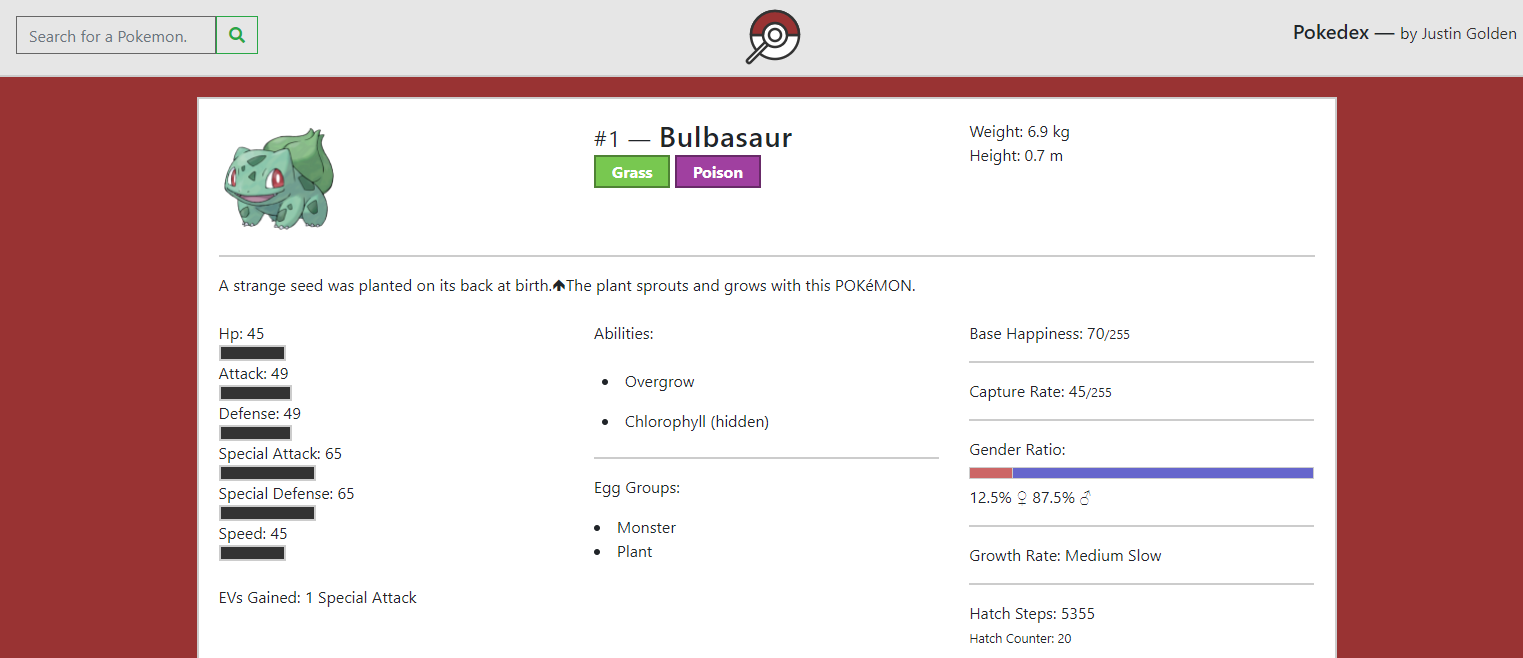 Search for a Pokemon.
Pokedex — by Justin Golden
#1 — Bulbasaur
Grass Poison
Weight: 6.9 kg
Height: 0.7 m
A strange seed was planted on its back at birth.🡅The plant sprouts and grows with this POKéMON.
Hp: 45
Attack: 49
Defense: 49
Special Attack: 65
Special Defense: 65
Speed: 45
EVs Gained: 1 Special Attack
Abilities:
• Overgrow
• Chlorophyll (hidden)
Egg Groups:
• Monster
• Plant
Base Happiness: 70/255
Capture Rate: 45/255
Gender Ratio:
12.5% ♀ 87.5% ♂
Growth Rate: Medium Slow
Hatch Steps: 5355
Hatch Counter: 20